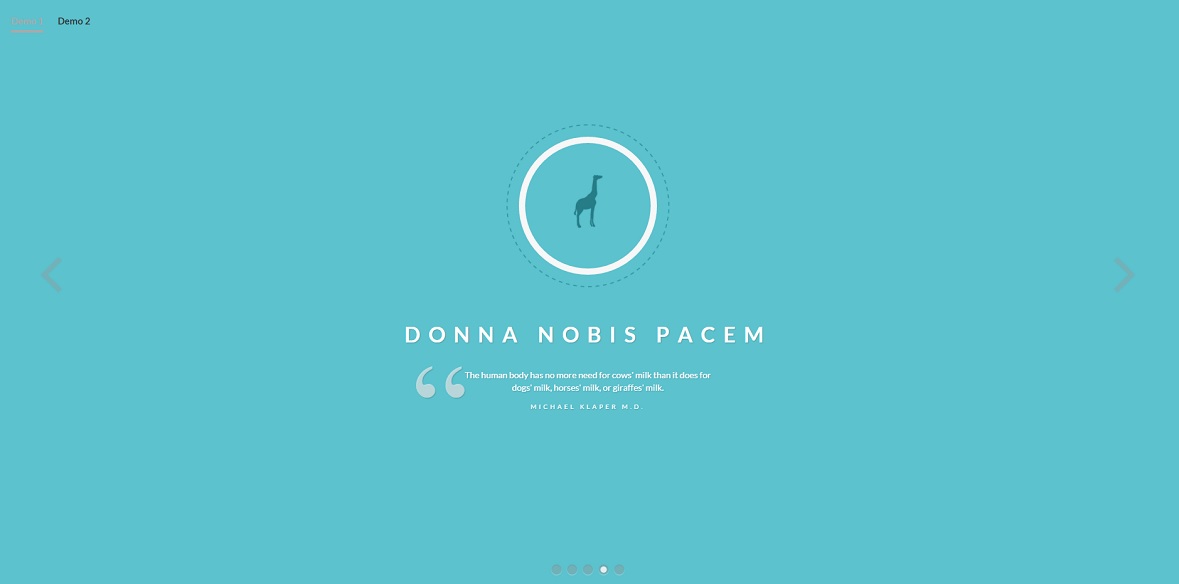 Demo 1 Demo 2
DONNA NOBIS PACEM
“ The human body has no more need for cows' milk than it does for
dogs' milk, horses' milk, or giraffes' milk.
MICHAEL KLAPER M.D.